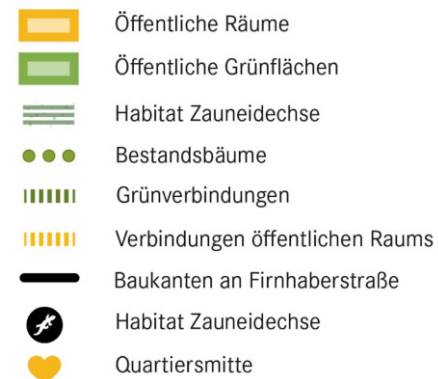 Öffentliche Räume
Öffentliche Grünflächen
Habitat Zauneidechse
Bestandsbäume
Grünverbindungen
Verbindungen öffentlichen Raums
Baukanten an Firnhaberstraße
Habitat Zauneidechse
Quartiersmitte